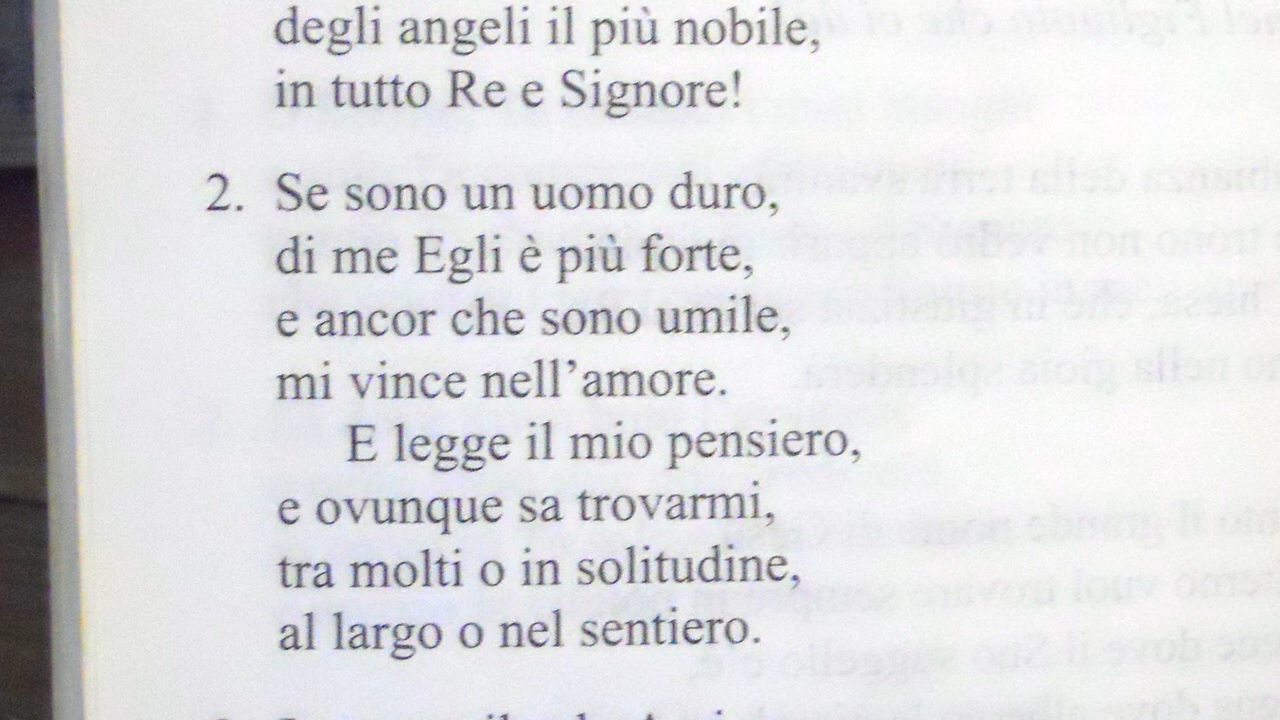 degli angeli il più nobile,
in tutto Re e Signore!
2. Se sono un uomo duro,
di me Egli è più forte,
e ancor che sono umile,
mi vince nell’amore.
E legge il mio pensiero,
e ovunque sa trovarmi,
tra molti o in solitudine,
al largo o nel sentiero.